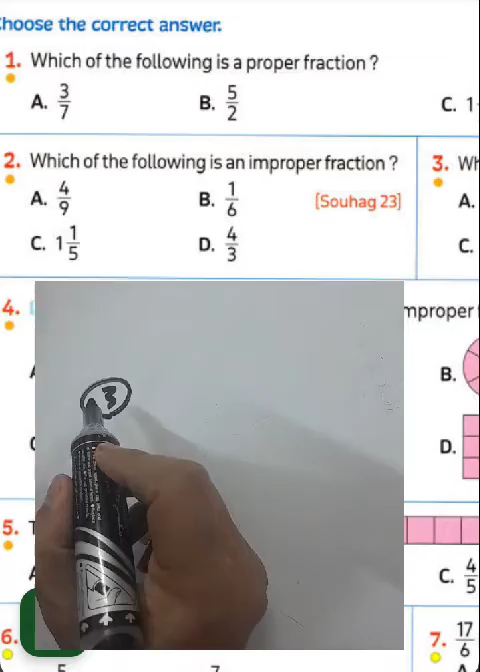 Choose the correct answer.
1. Which of the following is a proper fraction ?
A. 3/7 B. 5/2 C. 1
2. Which of the following is an improper fraction ?
A. 4/9 B. 1/6 [Souhag 23]
C. 1 1/5 D. 4/3
3. Wh
A.
C.
4.
mproper
B.
D.
3
5. T
C. 4/5
6.
7. 17/6